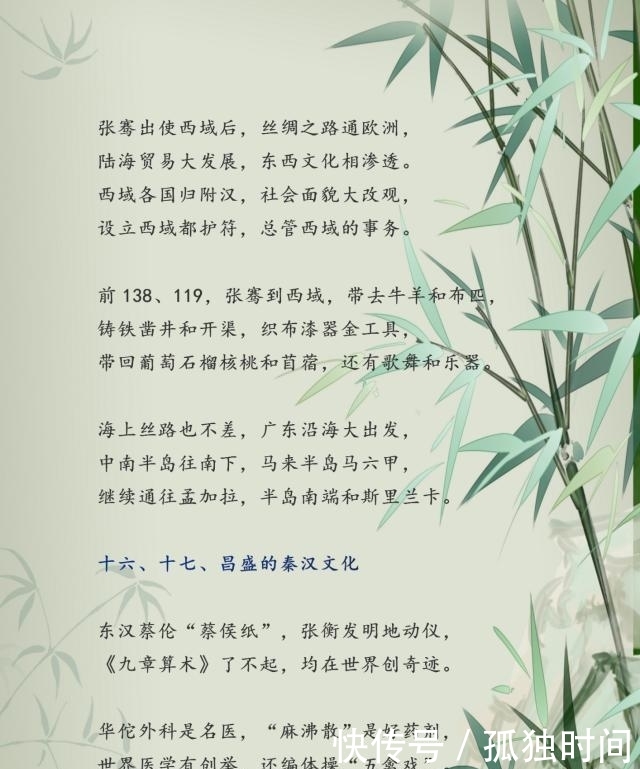 张骞出使西域后，丝绸之路通欧洲，
陆海贸易大发展，东西文化相渗透。
西域各国归附汉，社会面貌大改观，
设立西域都护符，总管西域的事务。
前 138、119，张骞到西域，带去牛羊和布匹，
铸铁凿井和开渠，织布漆器金工具，
带回葡萄石榴核桃和苜蓿，还有歌舞和乐器。
海上丝路也不差，广东沿海大出发，
中南半岛往南下，马来半岛马六甲，
继续通往孟加拉，半岛南端和斯里兰卡。
十六、十七、昌盛的秦汉文化
东汉蔡伦“蔡侯纸”，张衡发明地动仪，
《九章算术》了不起，均在世界创奇迹。
华佗外科是名医，“麻沸散”是好药剂，
世界医学有创举，还编体操“五禽戏”
快传号 / 孤独时间